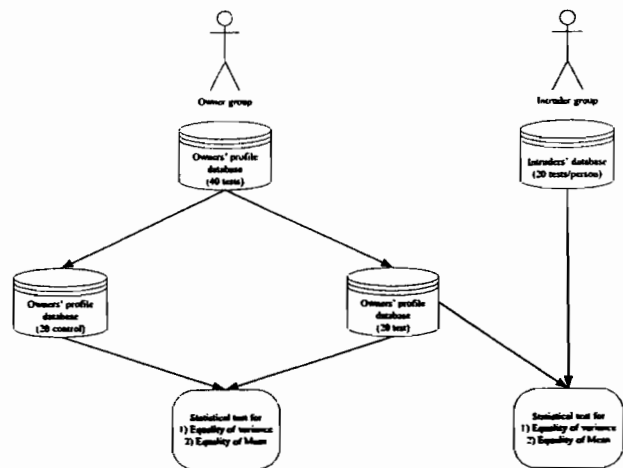 Owner group
Intruder group
Owners' profile
database
(40 tests)
Intruders' database
(20 tests/person)
Owners' profile
database
(20 control)
Owners' profile
database
(20 test)
Statistical test for
1) Equality of variance
2) Equality of Mean
Statistical test for
1) Equality of variance
2) Equality of Mean